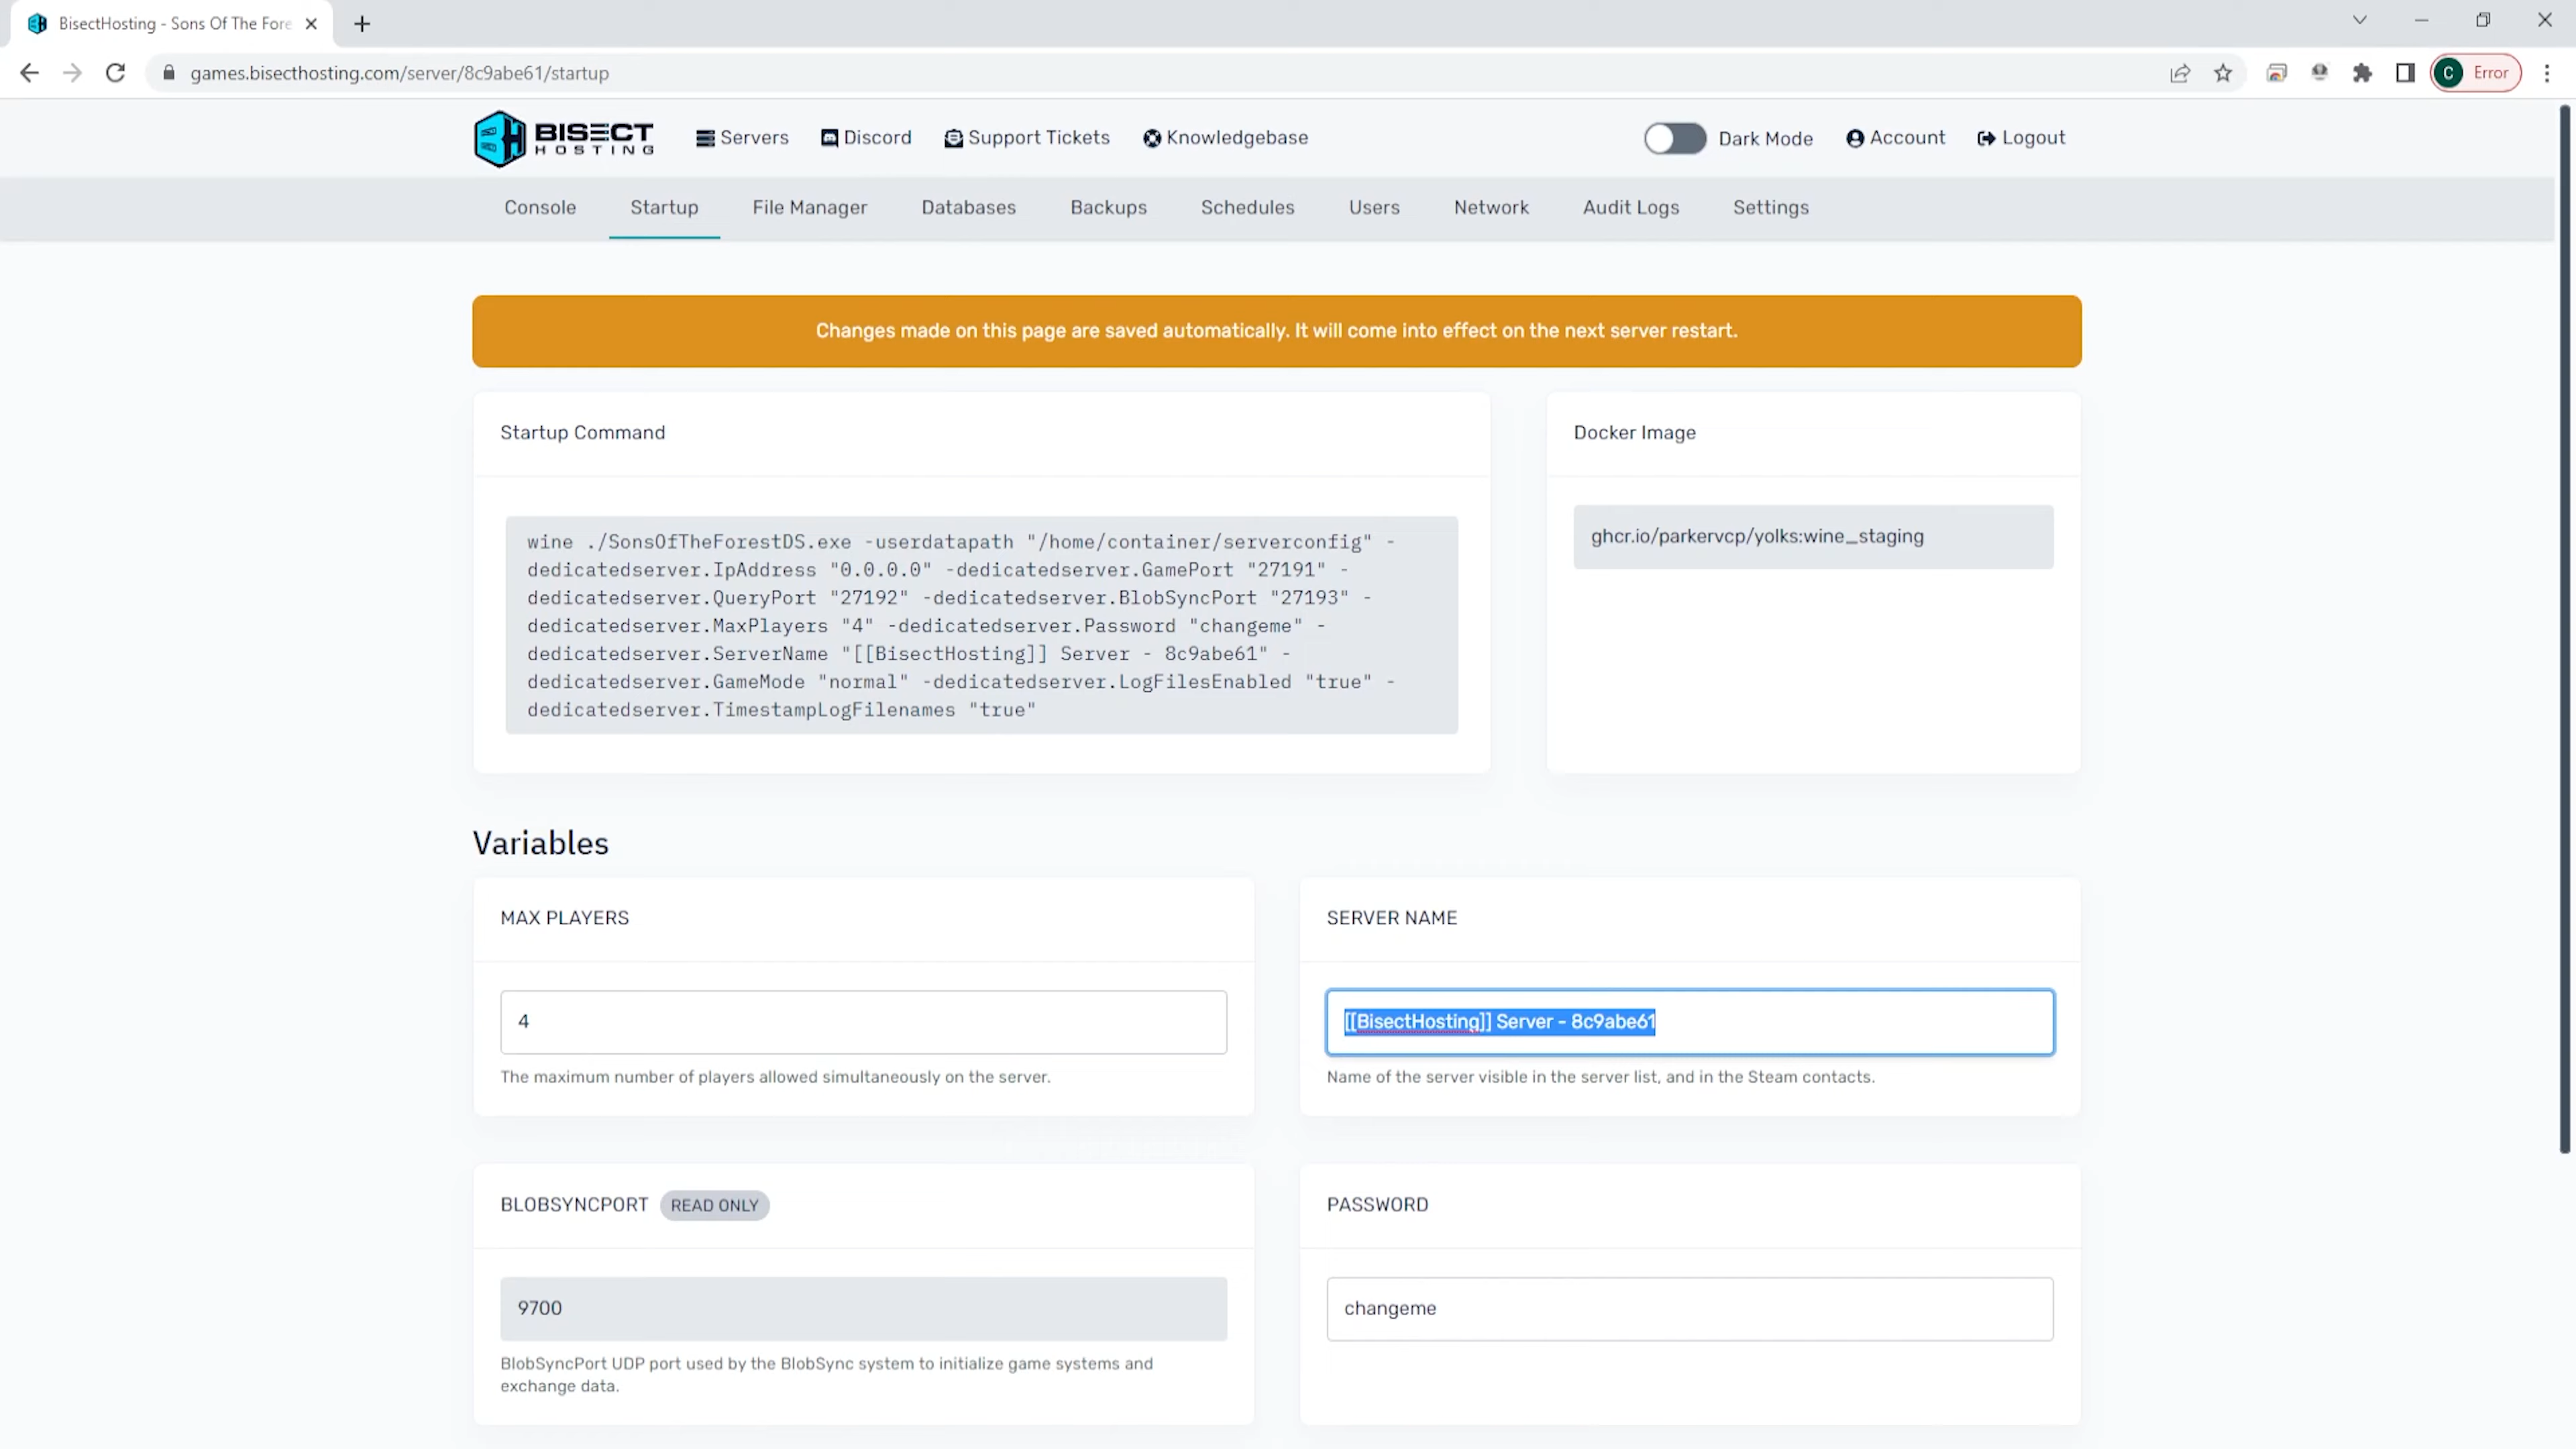 BisectHosting - Sons Of The Fore
games.bisecthosting.com/server/8c9abe61/startup
C Error
BISECT HOSTING Servers Discord Support Tickets Knowledgebase Dark Mode Account Logout
Console Startup File Manager Databases Backups Schedules Users Network Audit Logs Settings
Changes made on this page are saved automatically. It will come into effect on the next server restart.
Startup Command
wine ./SonsOfTheForestDS.exe -userdatapath "/home/container/serverconfig" -
dedicatedserver.IpAddress "0.0.0.0" -dedicatedserver.GamePort "27191" -
dedicatedserver.QueryPort "27192" -dedicatedserver.BlobSyncPort "27193" -
dedicatedserver.MaxPlayers "4" -dedicatedserver.Password "changeme" -
dedicatedserver.ServerName "[[BisectHosting]] Server - 8c9abe61" -
dedicatedserver.GameMode "normal" -dedicatedserver.LogFilesEnabled "true" -
dedicatedserver.TimestampLogFilenames "true"
Docker Image
ghcr.io/parkervcp/yolks:wine_staging
Variables
MAX PLAYERS
4
The maximum number of players allowed simultaneously on the server.
SERVER NAME
[[BisectHosting]] Server - 8c9abe61
Name of the server visible in the server list, and in the Steam contacts.
BLOBSYNCPORT READ ONLY
9700
BlobSyncPort UDP port used by the BlobSync system to initialize game systems and
exchange data.
PASSWORD
changeme